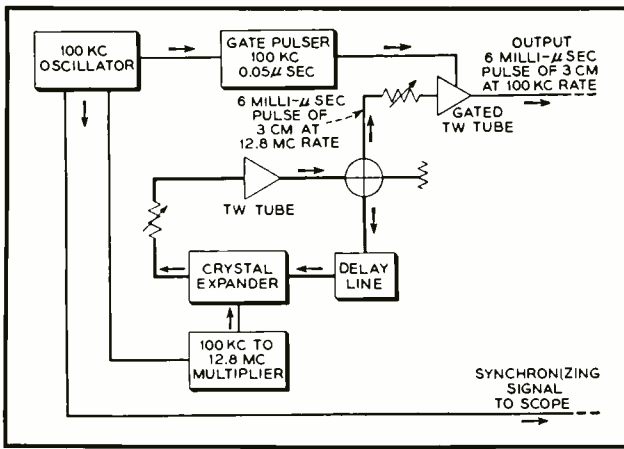 100 KC
OSCILLATOR
GATE PULSER
100 KC
0.05μ SEC
OUTPUT
6 MILLI-μ SEC
PULSE OF 3 CM
AT 100 KC RATE
6 MILLI-μ SEC
PULSE OF
3 CM AT
12.8 MC RATE
GATED
TW TUBE
TW TUBE
CRYSTAL
EXPANDER
DELAY
LINE
100 KC TO
12.8 MC
MULTIPLIER
SYNCHRONIZING
SIGNAL
TO SCOPE